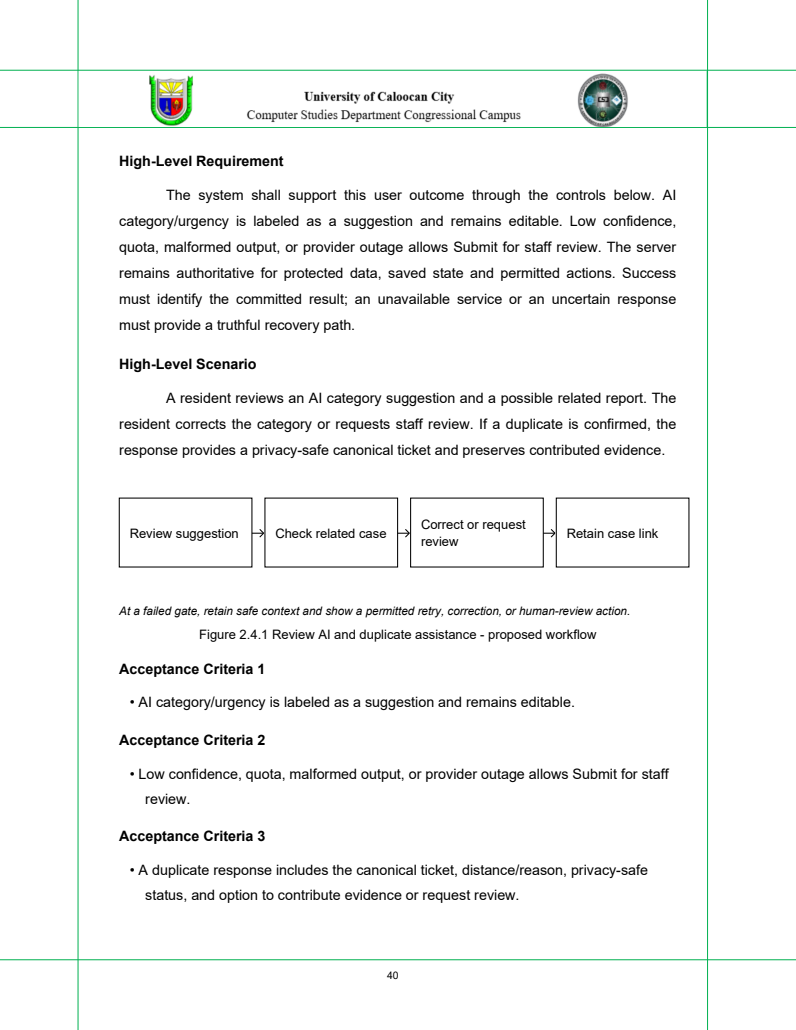 University of Caloocan City
Computer Studies Department Congressional Campus
High-Level Requirement
The system shall support this user outcome through the controls below. AI
category/urgency is labeled as a suggestion and remains editable. Low confidence,
quota, malformed output, or provider outage allows Submit for staff review. The server
remains authoritative for protected data, saved state and permitted actions. Success
must identify the committed result; an unavailable service or an uncertain response
must provide a truthful recovery path.
High-Level Scenario
A resident reviews an AI category suggestion and a possible related report. The
resident corrects the category or requests staff review. If a duplicate is confirmed, the
response provides a privacy-safe canonical ticket and preserves contributed evidence.
Review suggestion
Check related case
Correct or request
review
Retain case link
At a failed gate, retain safe context and show a permitted retry, correction, or human-review action.
Figure 2.4.1 Review AI and duplicate assistance - proposed workflow
Acceptance Criteria 1
• AI category/urgency is labeled as a suggestion and remains editable.
Acceptance Criteria 2
• Low confidence, quota, malformed output, or provider outage allows Submit for staff
review.
Acceptance Criteria 3
• A duplicate response includes the canonical ticket, distance/reason, privacy-safe
status, and option to contribute evidence or request review.
40